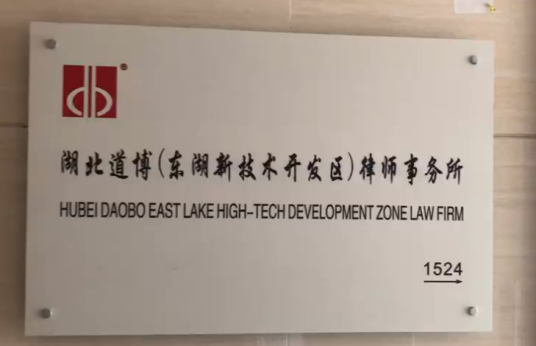 db®
湖北道博(东湖新技术开发区)律师事务所
HUBEI DAOBO EAST LAKE HIGH-TECH DEVELOPMENT ZONE LAW FIRM
1524